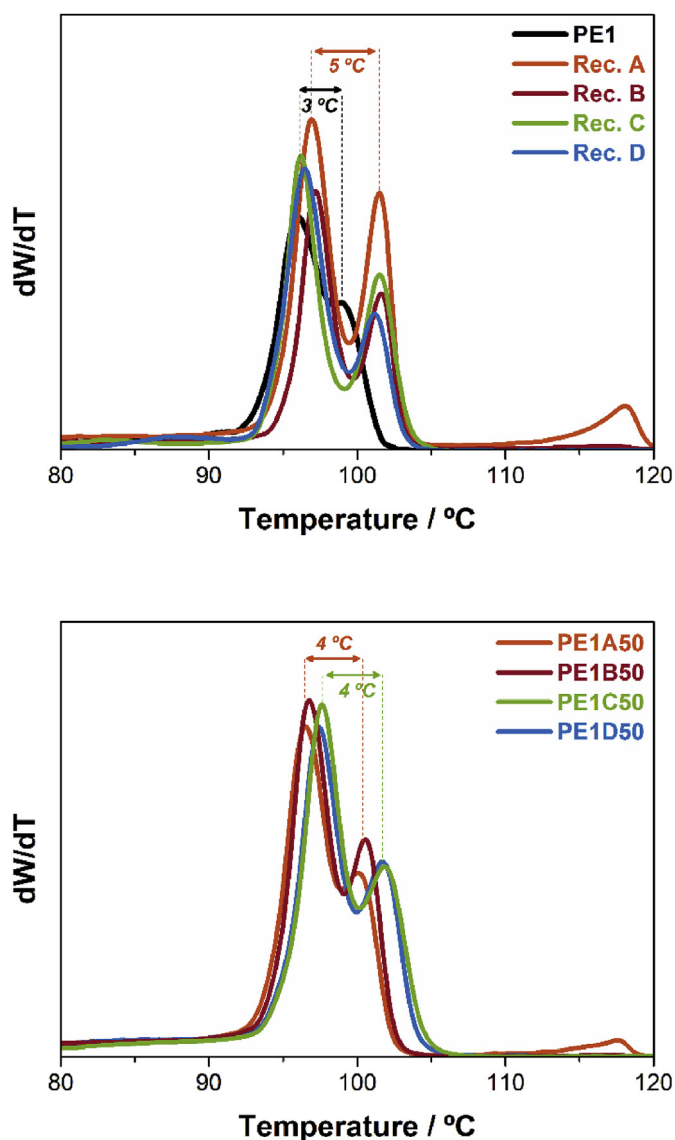 PE1
Rec. A
Rec. B
Rec. C
Rec. D
5 ºC
3 ºC
dW/dT
80 90 100 110 120
Temperature / ºC
PE1A50
PE1B50
PE1C50
PE1D50
4 ºC
4 ºC
dW/dT
80 90 100 110 120
Temperature / ºC